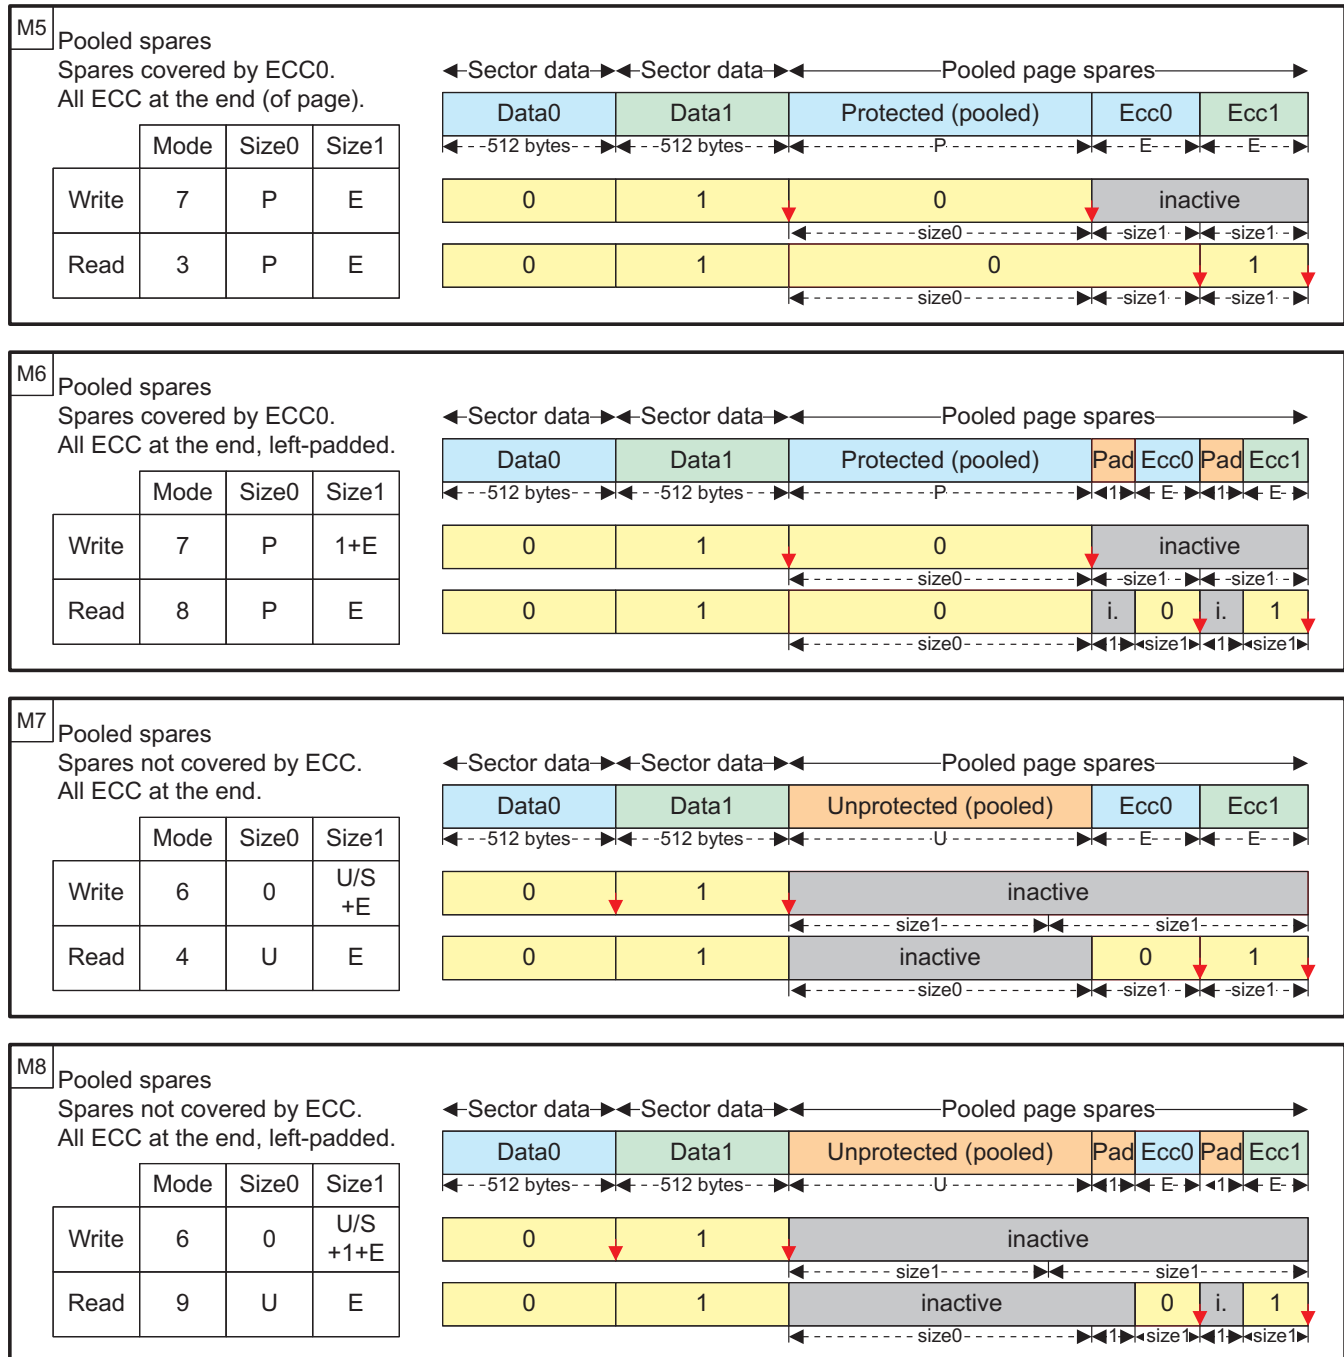 M5
Pooled spares
Spares covered by ECC0.
All ECC at the end (of page).
Mode Size0 Size1
Write 7 P E
Read 3 P E
Sector data Sector data Pooled page spares
Data0 Data1 Protected (pooled) Ecc0 Ecc1
512 bytes 512 bytes P E E
0 1 0 inactive
size0 size1 size1
0 1 0 1
size0 size1 size1
M6
Pooled spares
Spares covered by ECC0.
All ECC at the end, left-padded.
Mode Size0 Size1
Write 7 P 1+E
Read 8 P E
Sector data Sector data Pooled page spares
Data0 Data1 Protected (pooled) Pad Ecc0 Pad Ecc1
512 bytes 512 bytes P 1 E 1 E
0 1 0 inactive
size0 size1 size1
0 1 0 i. 0 i. 1
size0 1 size1 1 size1
M7
Pooled spares
Spares not covered by ECC.
All ECC at the end.
Mode Size0 Size1
Write 6 0 U/S
+E
Read 4 U E
Sector data Sector data Pooled page spares
Data0 Data1 Unprotected (pooled) Ecc0 Ecc1
512 bytes 512 bytes U E E
0 1 inactive
size1 size1
0 1 inactive 0 1
size0 size1 size1
M8
Pooled spares
Spares not covered by ECC.
All ECC at the end, left-padded.
Mode Size0 Size1
Write 6 0 U/S
+1+E
Read 9 U E
Sector data Sector data Pooled page spares
Data0 Data1 Unprotected (pooled) Pad Ecc0 Pad Ecc1
512 bytes 512 bytes U 1 E 1 E
0 1 inactive
size1 size1
0 1 inactive 0 i. 1
size0 1 size1 1 size1